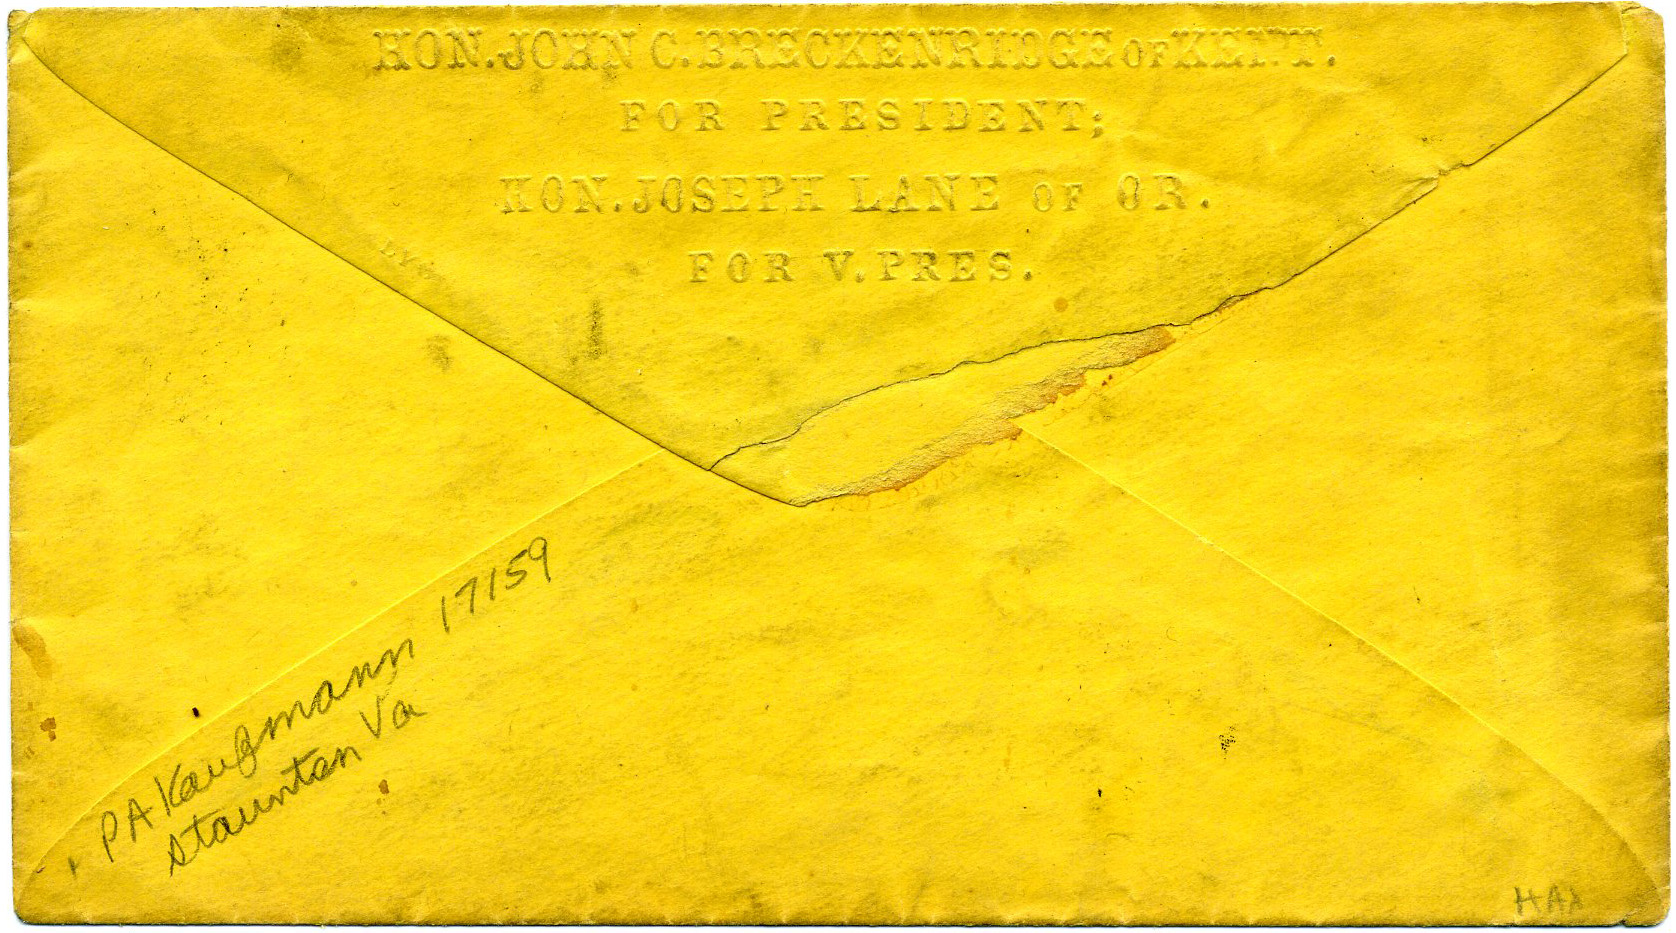 HON. JOHN C. BRECKENRIDGE OF KENT.
FOR PRESIDENT;
HON. JOSEPH LANE OF OR.
FOR V. PRES.
PA Kaufmann 17159
Staunton Va